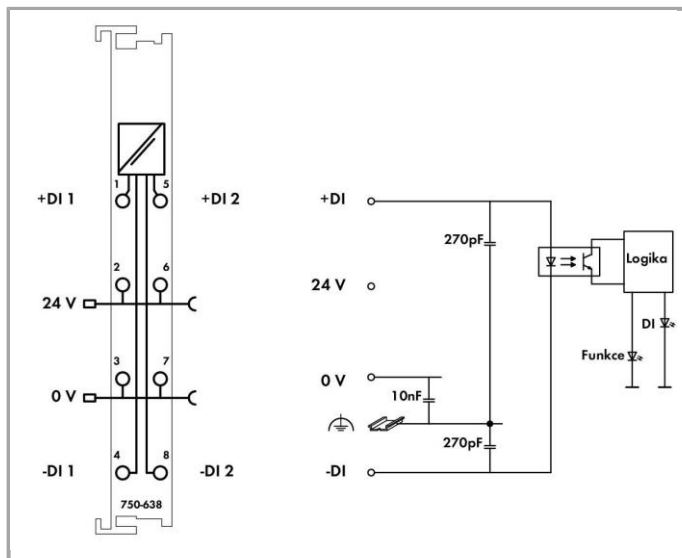 1 5
+DI 1 +DI 2
2 6
24 V
3 7
0 V
4 8
-DI 1 -DI 2
750-638
+DI
270pF
Logika
24 V
DI
Funkce
0 V
10nF
270pF
-DI